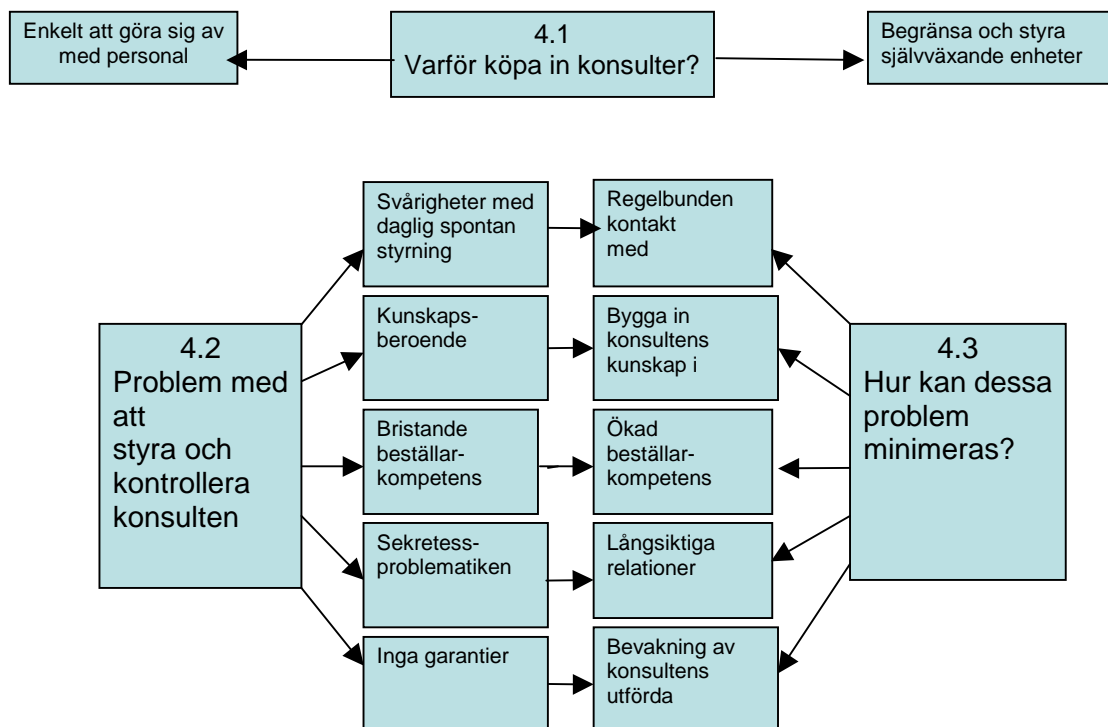 Enkelt att göra sig av
med personal
4.1
Varför köpa in konsulter?
Begränsa och styra
självväxande enheter
4.2
Problem med
att
styra och
kontrollera
konsulten
Svårigheter med
daglig spontan
styrning
Regelbunden
kontakt
med
Kunskaps-
beroende
Bygga in
konsultens
kunskap i
Bristande
beställar-
kompetens
Ökad
beställar-
kompetens
Sekretess-
problematiken
Långsiktiga
relationer
Inga garantier
Bevakning av
konsultens
utförda
4.3
Hur kan dessa
problem
minimeras?